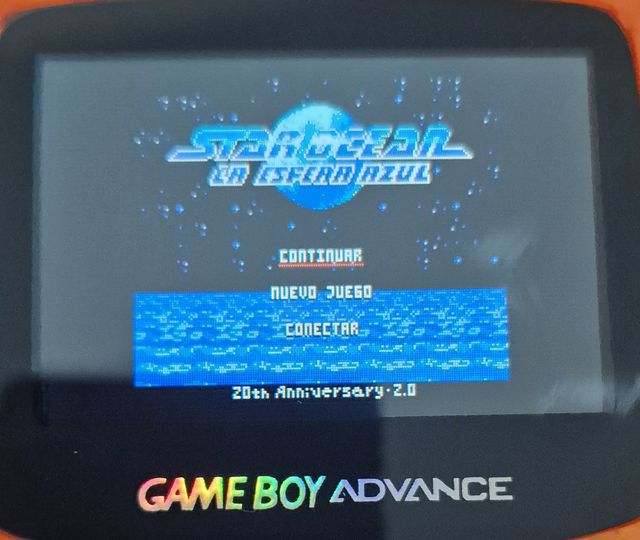 STAR OCEAN
LA ESFERA AZUL
CONTINUAR
NUEVO JUEGO
CONECTAR
20th Anniversary·2.0
GAME BOY ADVANCE